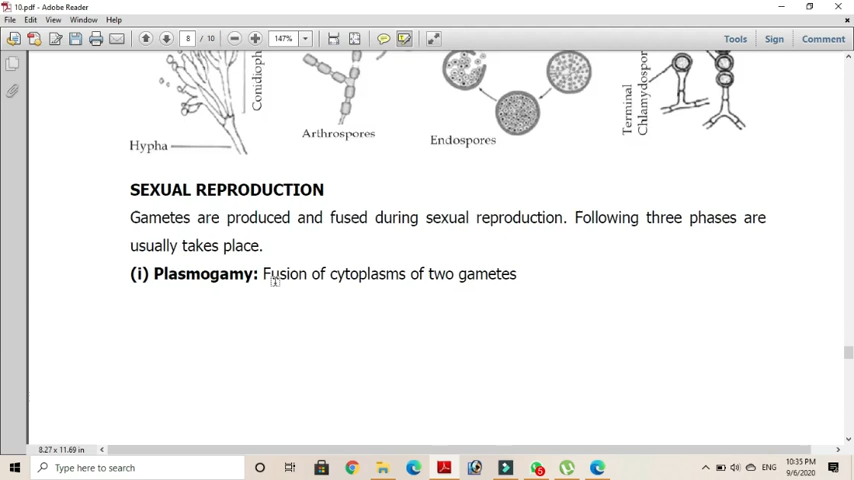 10.pdf - Adobe Reader
File Edit View Window Help
8 / 10 147% Tools Sign Comment
Conidioph
Hypha
Arthrospores
Endospores
Terminal
Chlamydospor
SEXUAL REPRODUCTION
Gametes are produced and fused during sexual reproduction. Following three phases are
usually takes place.
(i) Plasmogamy: Fusion of cytoplasms of two gametes
8.27 x 11.69 in
Type here to search
5
ENG
10:35 PM
9/6/2020